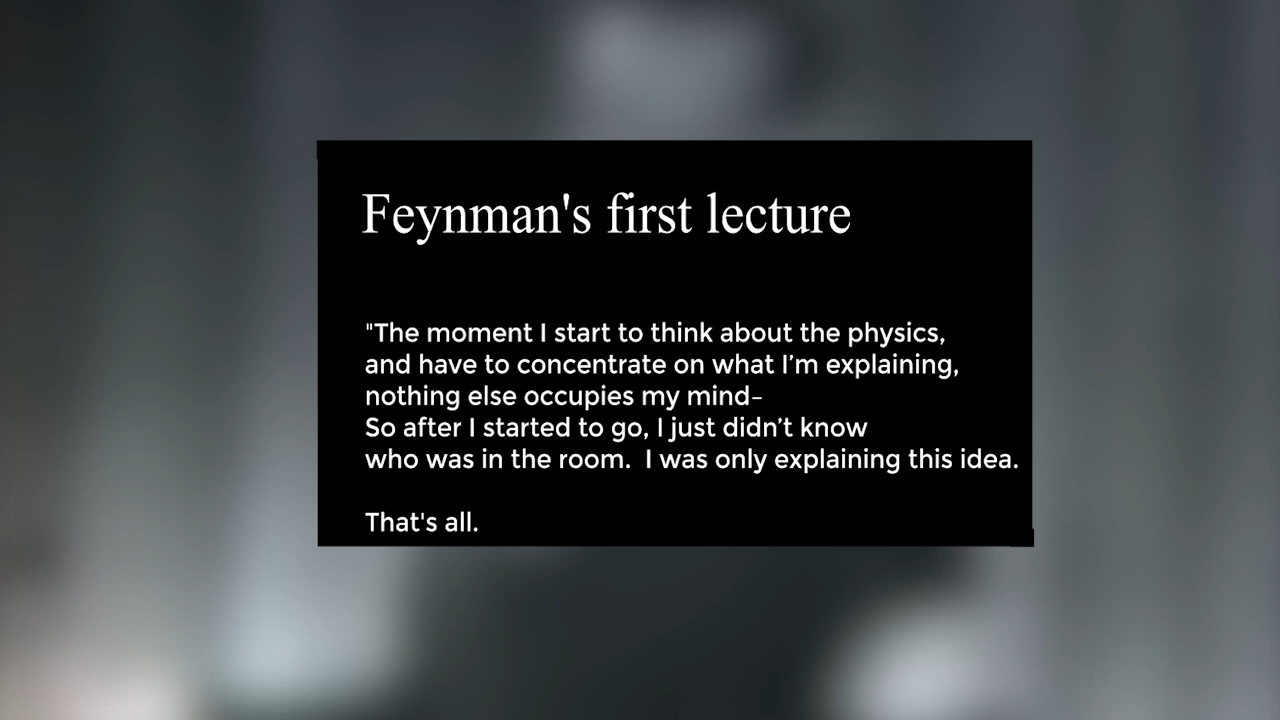 Feynman's first lecture
"The moment I start to think about the physics,
and have to concentrate on what I’m explaining,
nothing else occupies my mind–
So after I started to go, I just didn’t know
who was in the room.  I was only explaining this idea.
That's all.